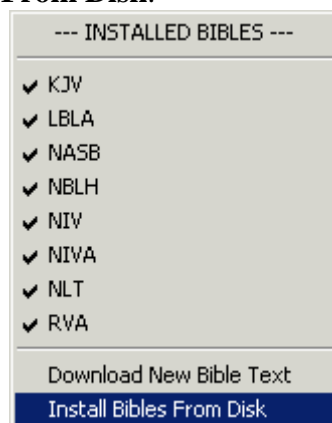 From Disk.
--- INSTALLED BIBLES ---
KJV
LBLA
NASB
NBLH
NIV
NIVA
NLT
RVA
Download New Bible Text
Install Bibles From Disk